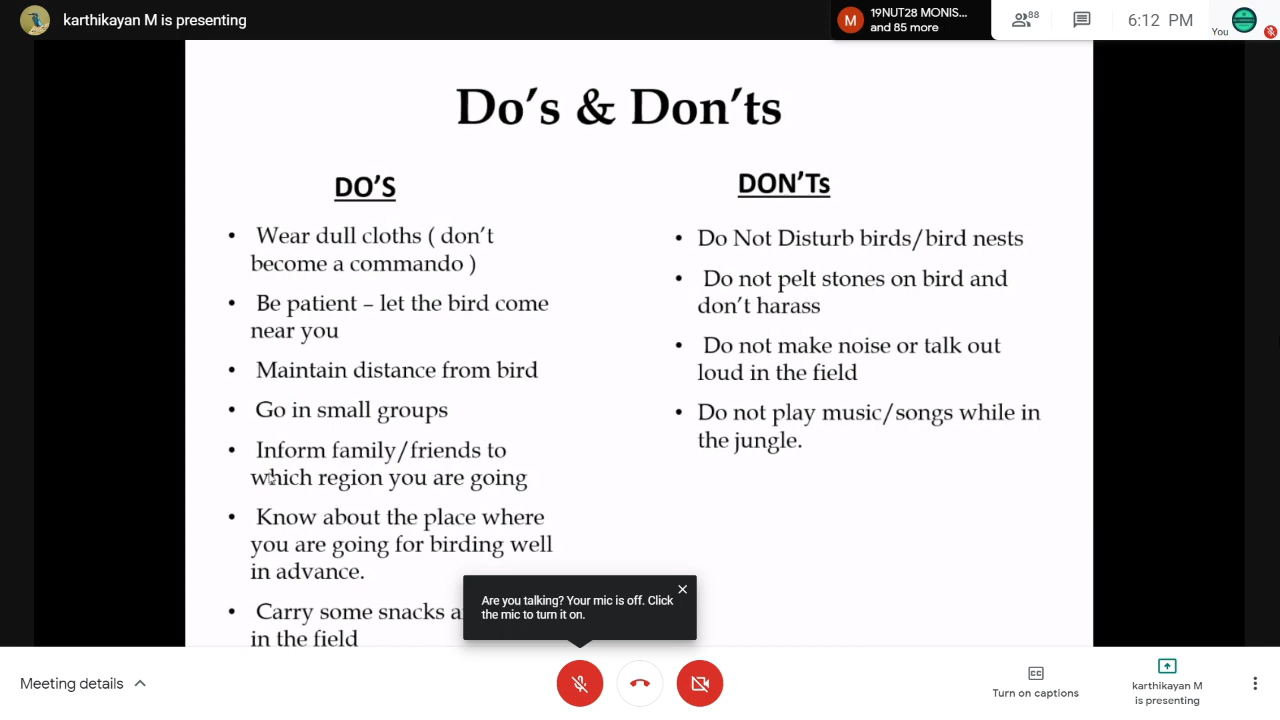 karthikayan M is presenting
19NUT28 MONIS...
and 85 more
M
88
6:12 PM
You
Do's & Don'ts
DO'S
• Wear dull cloths ( don't
become a commando )
• Be patient – let the bird come
near you
• Maintain distance from bird
• Go in small groups
• Inform family/friends to
which region you are going
• Know about the place where
you are going for birding well
in advance.
• Carry some snacks
in the field
DON'Ts
• Do Not Disturb birds/bird nests
• Do not pelt stones on bird and
don't harass
• Do not make noise or talk out
loud in the field
• Do not play music/songs while in
the jungle.
Are you talking? Your mic is off. Click
the mic to turn it on.
Meeting details
CC
Turn on captions
karthikayan M
is presenting